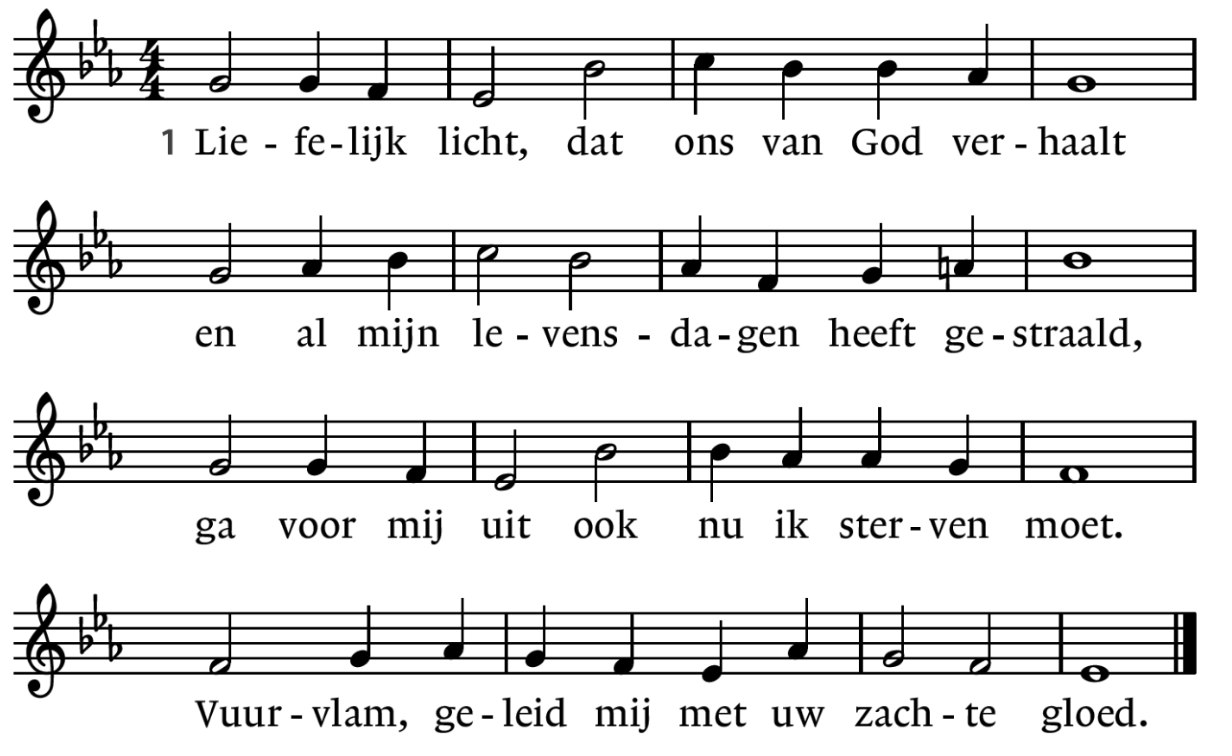 1 Lie - fe-lijk licht, dat ons van God ver - haalt
en al mijn le - vens - da-gen heeft ge-straald,
ga voor mij uit ook nu ik ster-ven moet.
Vuur - vlam, ge-leid mij met uw zach - te gloed.